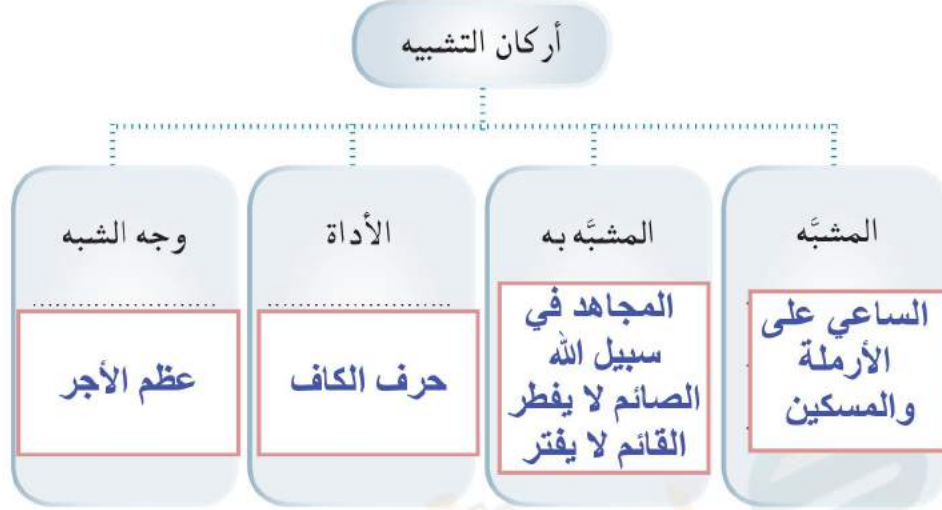 أركان التشبيه
المشبَّه
الساعي على
الأرملة
والمسكين
المشبَّه به
المجاهد في
سبيل الله
الصائم لا يفطر
القائم لا يفتر
الأداة
حرف الكاف
وجه الشبه
عظم الأجر